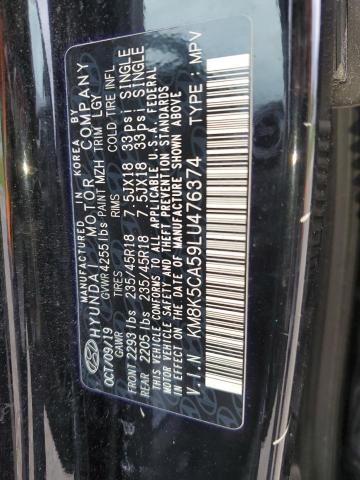 MANUFACTURED BY KOREA
HYUNDAI MOTOR COMPANY
OCT/09/19 GVWR 4255 lbs PAINT MZH TRIM LGY
GAWR TIRES RIMS COLD TIRE INFL
FRONT 2293 lbs 235/45R18 7.5JX18 33psi SINGLE
REAR 2205 lbs 235/45R18 7.5JX18 33psi SINGLE
THIS VEHICLE CONFORMS TO ALL APPLICABLE U.S.A FEDERAL
MOTOR VEHICLE SAFETY AND THEFT PREVENTION STANDARDS
IN EFFECT ON THE DATE OF MANUFACTURE SHOWN ABOVE
V.I.N KM8K5CA59LU476374 TYPE : MPV